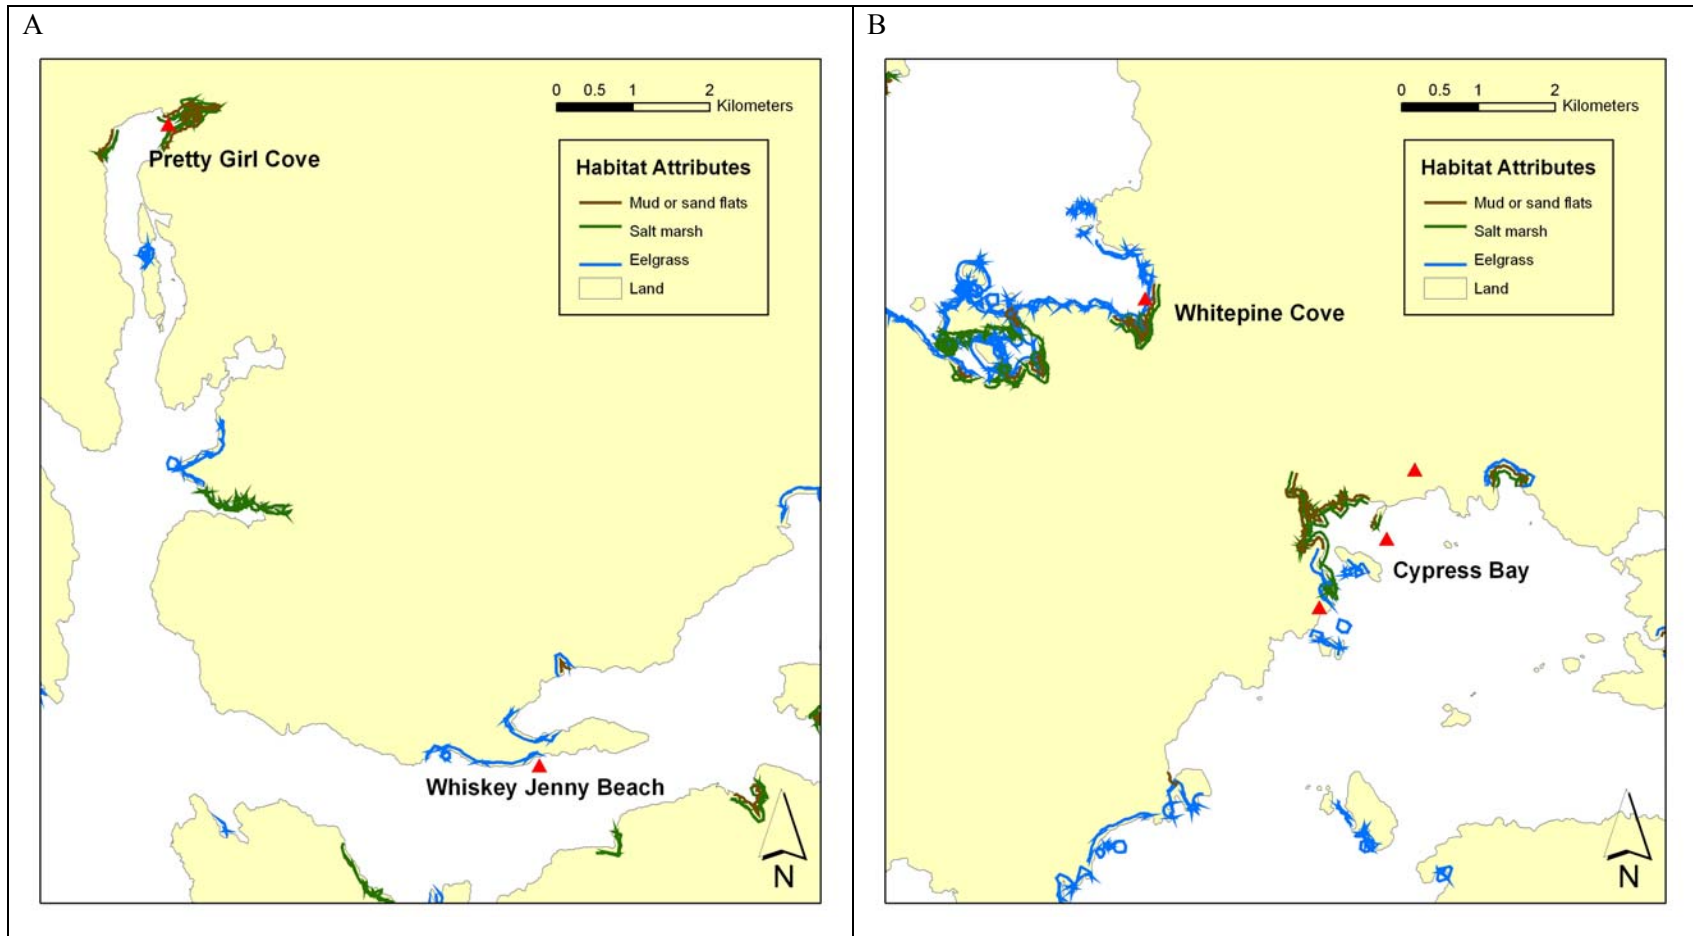 A
0 0.5 1 2
Kilometers
Habitat Attributes
Mud or sand flats
Salt marsh
Eelgrass
Land
Pretty Girl Cove
Whiskey Jenny Beach
N
B
0 0.5 1 2
Kilometers
Habitat Attributes
Mud or sand flats
Salt marsh
Eelgrass
Land
Whitepine Cove
Cypress Bay
N